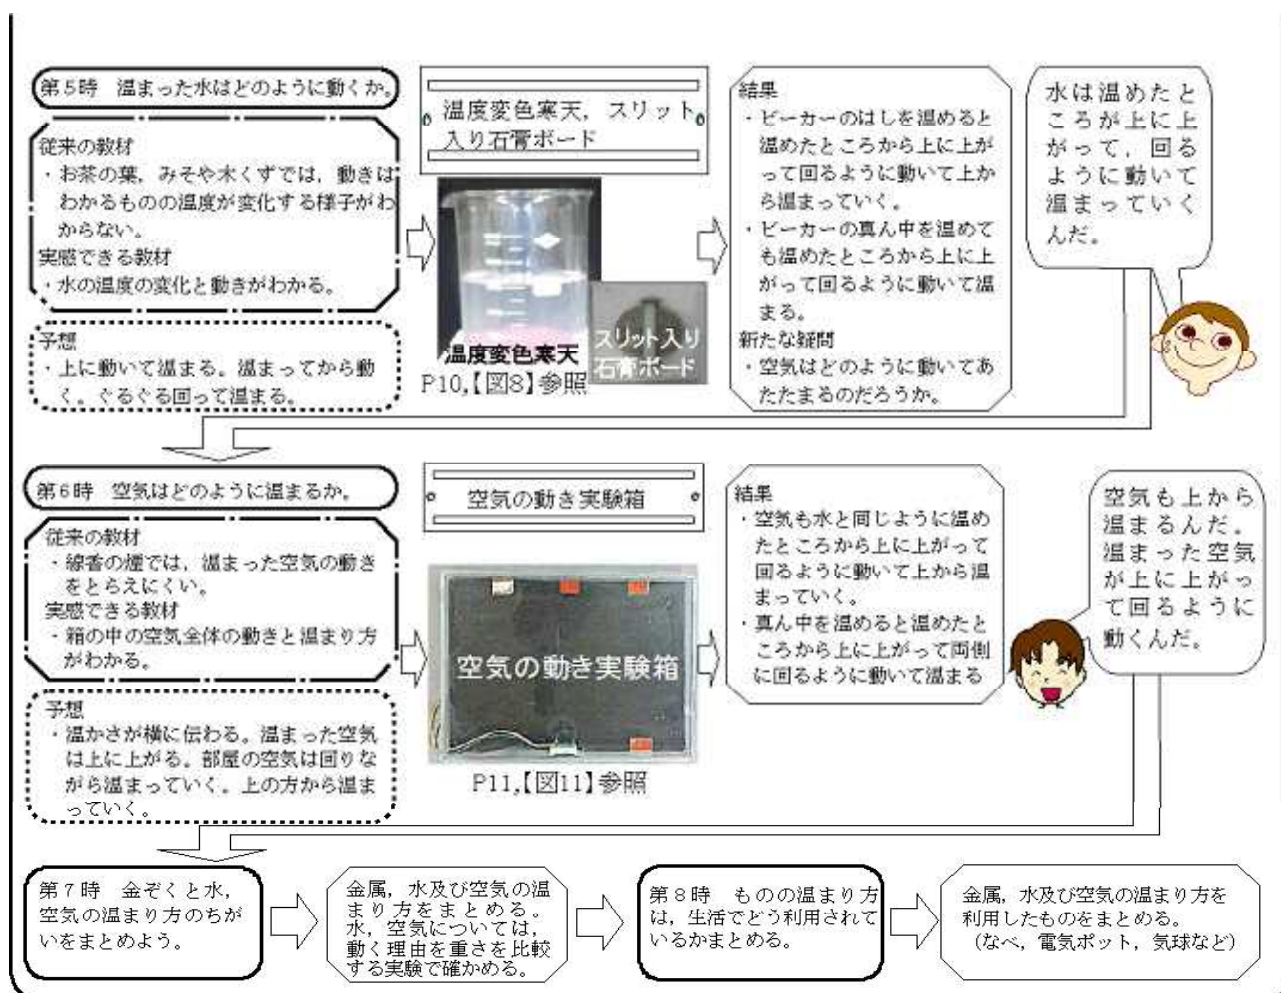 第５時　温まった水はどのように動くか。
従来の教材
・お茶の葉，みそや木くずでは，動きは
わかるものの温度が変化する様子がわ
からない。
実感できる教材
・水の温度の変化と動きがわかる。
予想
・上に動いて温まる。温まってから動
く。ぐるぐる回って温まる。
温度変色寒天，スリット
入り石膏ボード
温度変色寒天
スリット入り
石膏ボード
P10,【図8】参照
結果
・ビーカーのはしを温めると
温めたところから上に上が
って回るように動いて上か
ら温まっていく。
・ビーカーの真ん中を温めて
も温めたところから上に上
がって回るように動いて温
まる。
新たな疑問
・空気はどのように動いてあ
たたまるのだろうか。
水は温めたと
ころが上に上
がって，回る
ように動いて
温まっていく
んだ。
第６時　空気はどのように温まるか。
従来の教材
・線香の煙では，温まった空気の動き
をとらえにくい。
実感できる教材
・箱の中の空気全体の動きと温まり方
がわかる。
予想
・温かさが横に伝わる。温まった空気
は上に上がる。部屋の空気は回りな
がら温まっていく。上の方から温ま
っていく。
空気の動き実験箱
空気の動き実験箱
P11,【図11】参照
結果
・空気も水と同じように温め
たところから上に上がって
回るように動いて上から温
まっていく。
・真ん中を温めると温めたと
ころから上に上がって両側
に回るように動いて温まる
空気も上から
温まるんだ。
温まった空気
が上に上がっ
て回るように
動くんだ。
第７時　金ぞくと水，
空気の温まり方のちが
いをまとめよう。
金属，水及び空気の温
まり方をまとめる。
水，空気については，
動く理由を重さを比較
する実験で確かめる。
第８時　ものの温まり方
は，生活でどう利用されて
いるかまとめる。
金属，水及び空気の温まり方を
利用したものをまとめる。
（なべ，電気ポット，気球など）